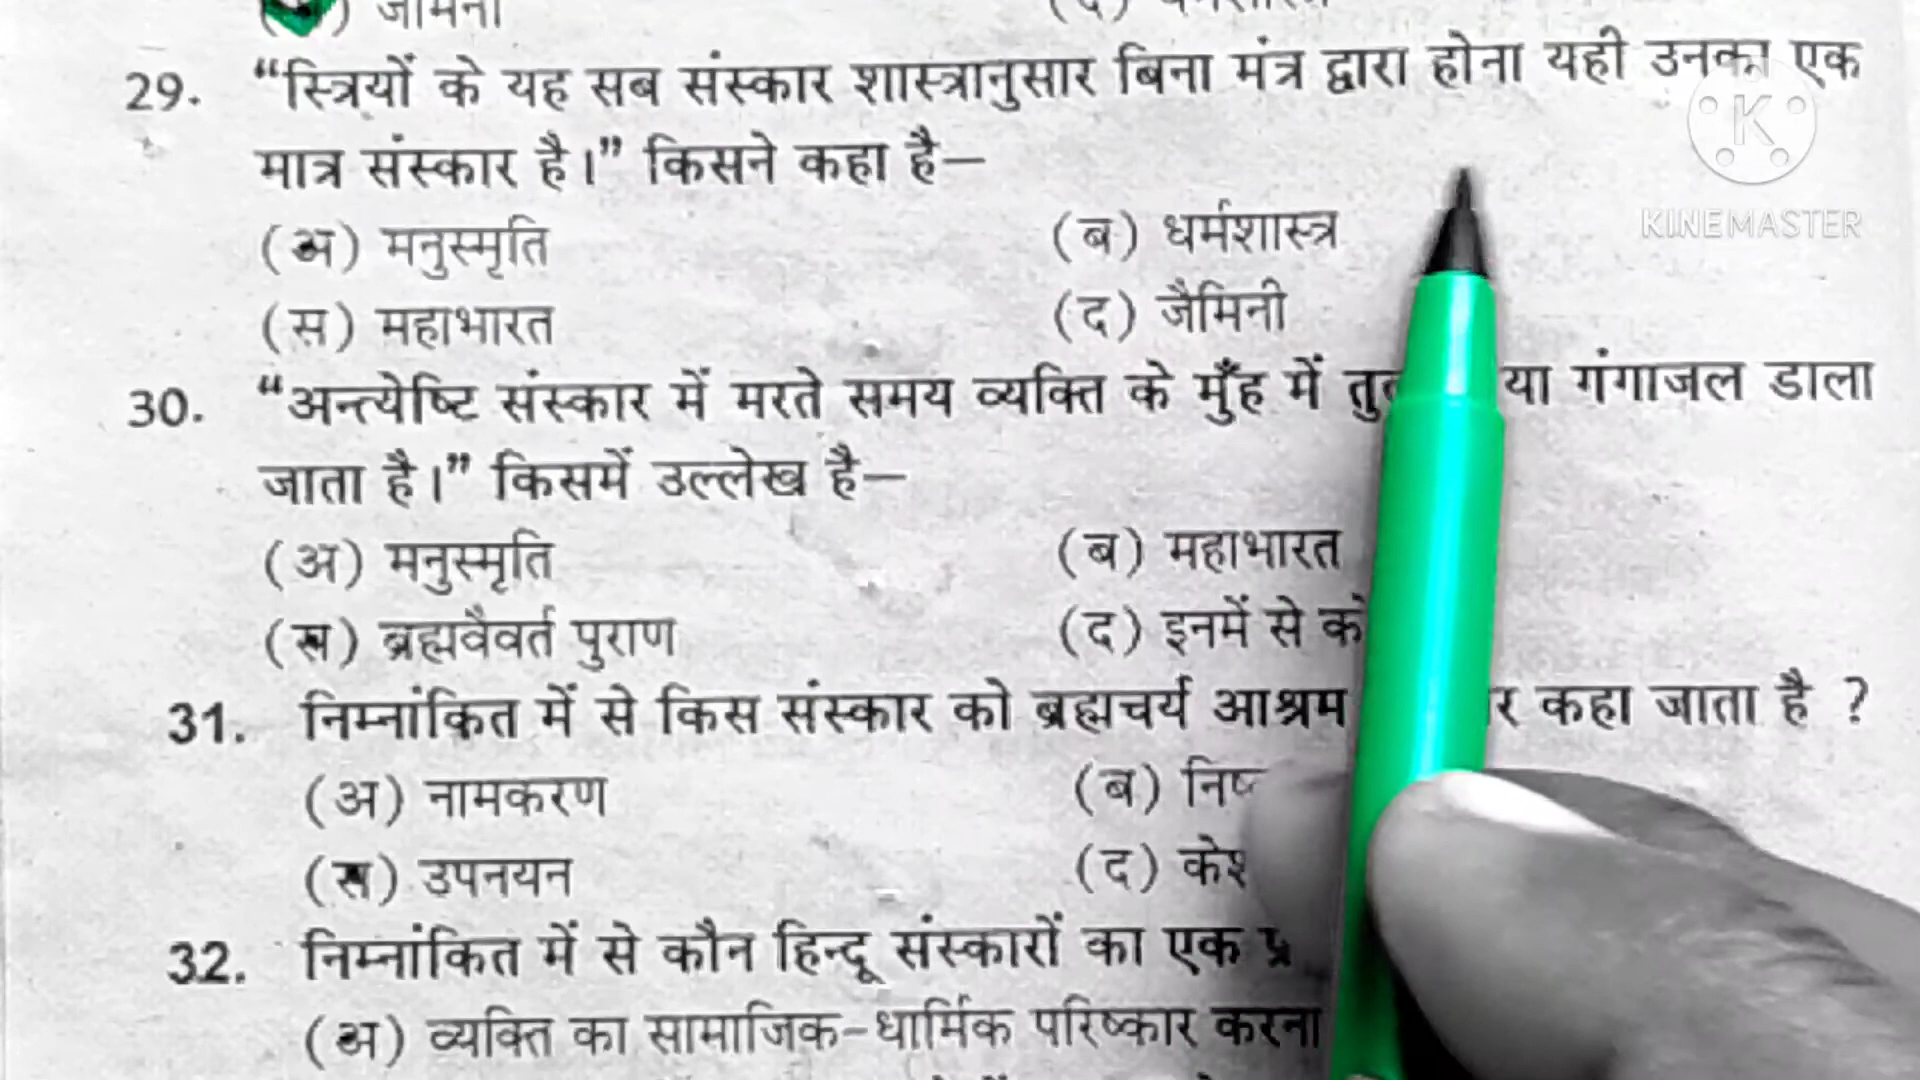 जैमिनी
29. “स्त्रियों के यह सब संस्कार शास्त्रानुसार बिना मंत्र द्वारा होना यही उनका एक
मात्र संस्कार है।” किसने कहा है–
(अ) मनुस्मृति (ब) धर्मशास्त्र
(स) महाभारत (द) जैमिनी
KINEMASTER
30. “अन्त्येष्टि संस्कार में मरते समय व्यक्ति के मुँह में या गंगाजल डाला
जाता है।” किसमें उल्लेख है–
(अ) मनुस्मृति (ब) महाभारत
(स) ब्रह्मवैवर्त पुराण (द) इनमें से
31. निम्नांकित में से किस संस्कार को ब्रह्मचर्य आश्रम कहा जाता है ?
(अ) नामकरण (ब)
(स) उपनयन (द)
32. निम्नांकित में से कौन हिन्दू संस्कारों का एक
(अ) व्यक्ति का सामाजिक-धार्मिक परिष्कार करना